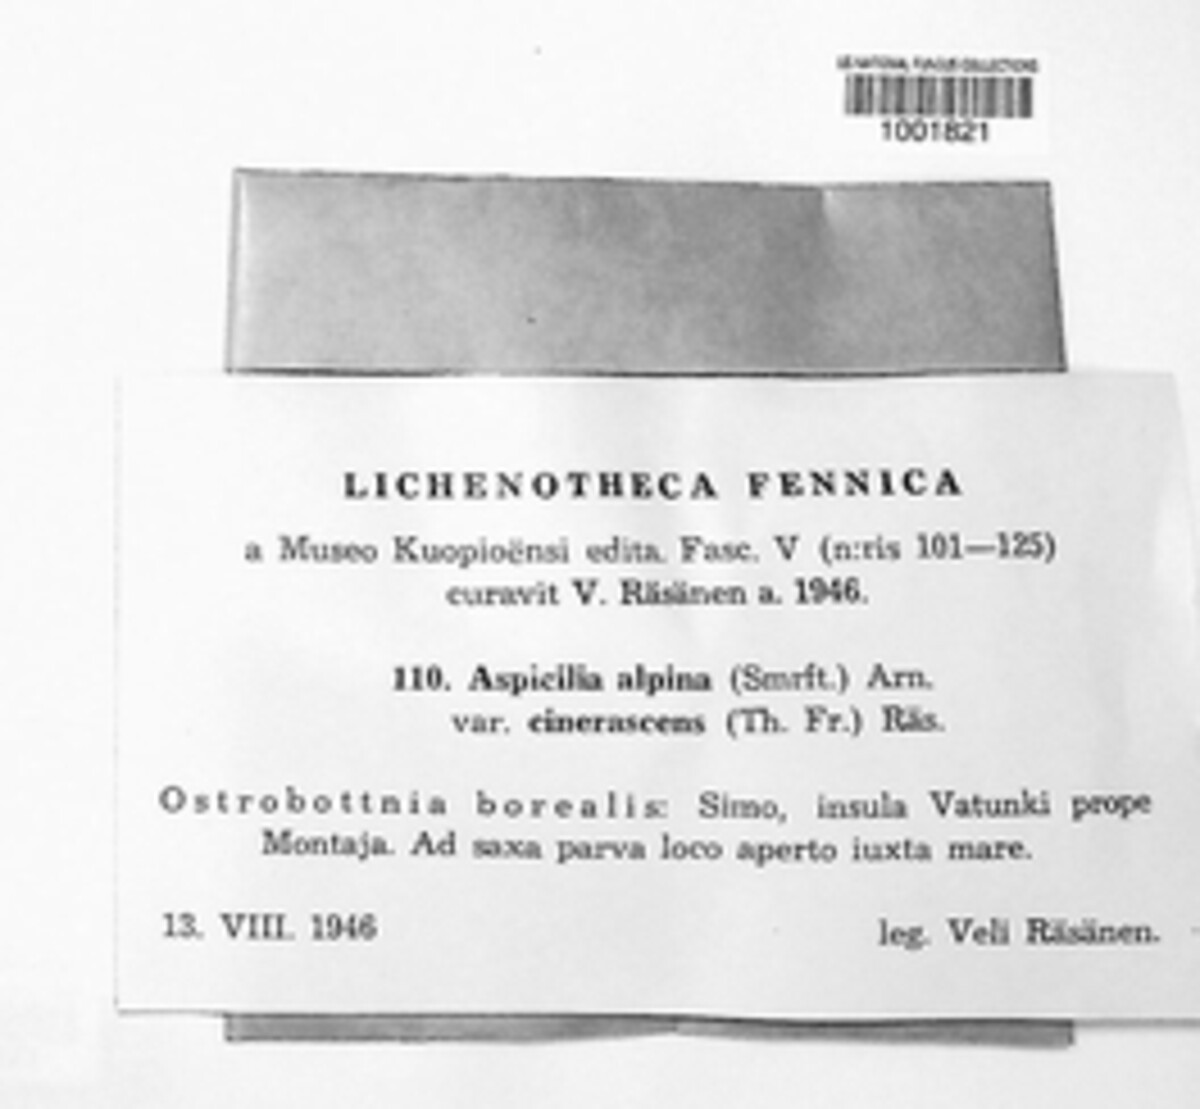 US NATIONAL FUNGUS COLLECTIONS
1001821
LICHENOTHECA FENNICA
a Museo Kuopioënsi edita. Fasc. V (n:ris 101—125)
curavit V. Räsänen a. 1946.
110. Aspicilia alpina (Smrft.) Arn.
var. cinerascens (Th. Fr.) Räs.
Ostrobottnia borealis: Simo, insula Vatunki prope
Montaja. Ad saxa parva loco aperto iuxta mare.
13. VIII. 1946
leg. Veli Räsänen.